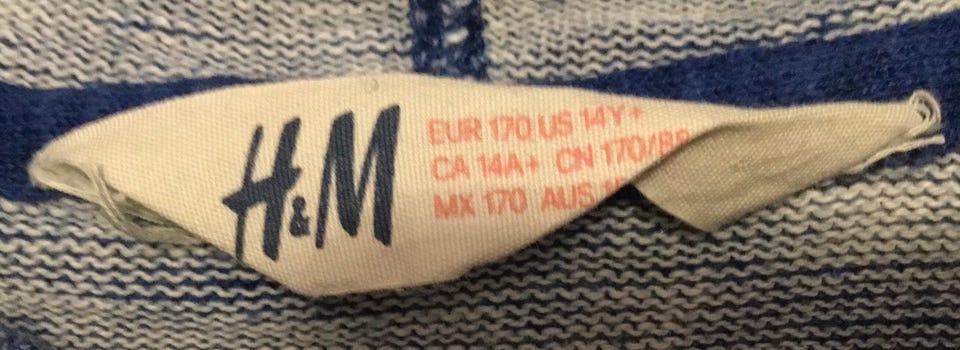 H&M
EUR 170 US 14Y+
CA 14A+ CN 170/88
MX 170 AUS